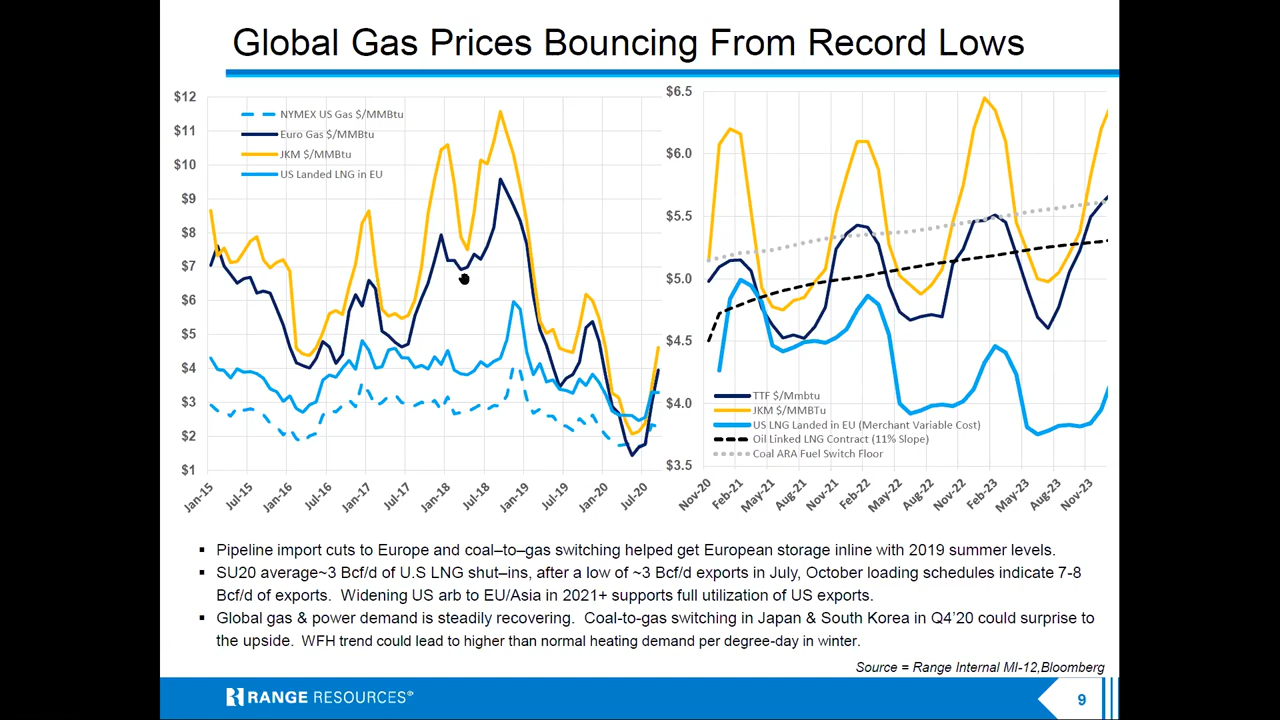 Global Gas Prices Bouncing From Record Lows
$12
$11
$10
$9
$8
$7
$6
$5
$4
$3
$2
$1
NYMEX US Gas $/MMBtu
Euro Gas $/MMBtu
JKM $/MMBtu
US Landed LNG in EU
Jan-15
Jul-15
Jan-16
Jul-16
Jan-17
Jul-17
Jan-18
Jul-18
Jan-19
Jul-19
Jan-20
Jul-20
$6.5
$6.0
$5.5
$5.0
$4.5
$4.0
$3.5
TTF $/Mmbtu
JKM $/MMBTu
US LNG Landed in EU (Merchant Variable Cost)
Oil Linked LNG Contract (11% Slope)
Coal ARA Fuel Switch Floor
Nov-20
Feb-21
May-21
Aug-21
Nov-21
Feb-22
May-22
Aug-22
Nov-22
Feb-23
May-23
Aug-23
Nov-23
▪ Pipeline import cuts to Europe and coal–to–gas switching helped get European storage inline with 2019 summer levels.
▪ SU20 average~3 Bcf/d of U.S LNG shut–ins, after a low of ~3 Bcf/d exports in July, October loading schedules indicate 7-8
Bcf/d of exports. Widening US arb to EU/Asia in 2021+ supports full utilization of US exports.
▪ Global gas & power demand is steadily recovering. Coal-to-gas switching in Japan & South Korea in Q4'20 could surprise to
the upside. WFH trend could lead to higher than normal heating demand per degree-day in winter.
Source = Range Internal MI-12,Bloomberg
RANGE RESOURCES®
9